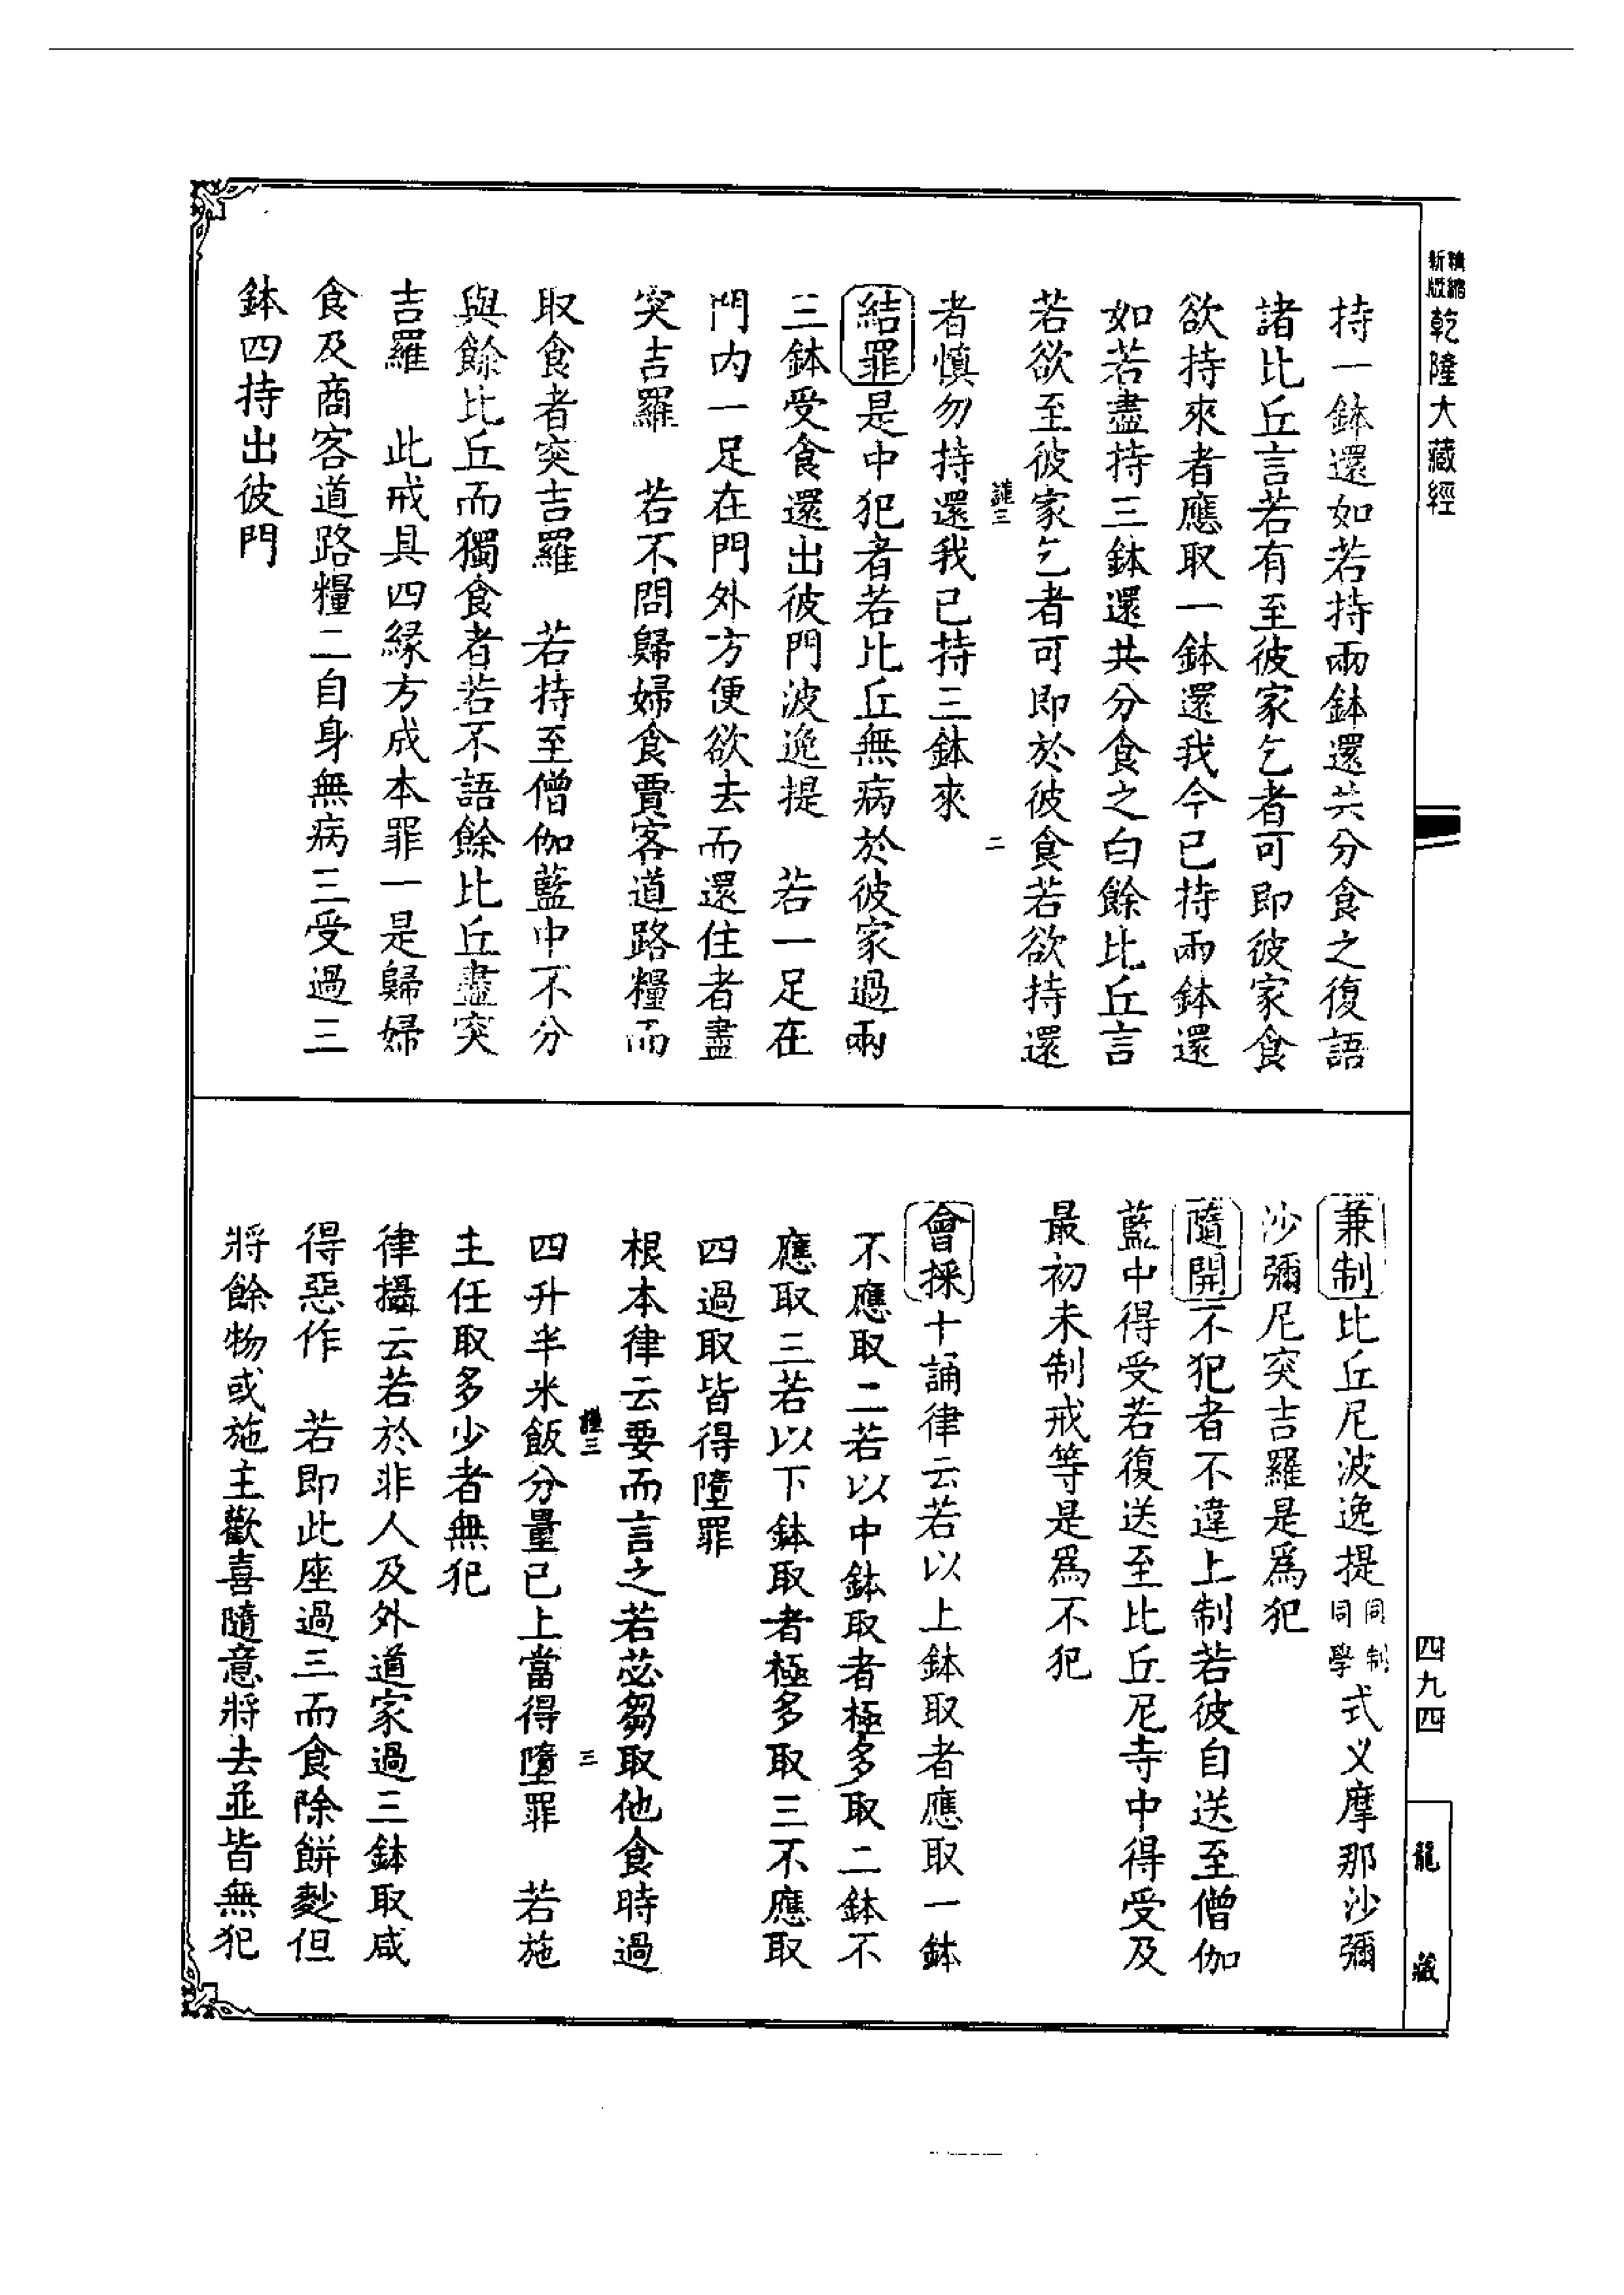 精縮新版乾隆大藏經
持一鉢還如若持兩鉢還共分食之復語
諸比丘言若有至彼家乞者可即彼家食
欲持來者應取一鉢還我今已持兩鉢還
如若盡持三鉢還共分食之白餘比丘言
若欲至彼家乞者可即於彼食若欲持還
謹三 二
者慎勿持還我已持三鉢來
結罪是中犯者若比丘無病於彼家過兩
三鉢受食還出彼門波逸提 若一足在
門內一足在門外方便欲去而還住者盡
突吉羅 若不問歸婦食賈客道路糧而
取食者突吉羅 若持至僧伽藍中不分
與餘比丘而獨食者若不語餘比丘盡突
吉羅 此戒具四緣方成本罪一是歸婦
食及商客道路糧二自身無病三受過三
鉢四持出彼門
兼制比丘尼波逸提同制同學式叉摩那沙彌
沙彌尼突吉羅是爲犯
隨開不犯者不違上制若彼自送至僧伽
藍中得受若復送至比丘尼寺中得受及
最初未制戒等是爲不犯
會採十誦律云若以上鉢取者應取一鉢
不應取二若以中鉢取者極多取二鉢不
應取三若以下鉢取者極多取三不應取
四過取皆得墮罪
根本律云要而言之若苾芻取他食時過
謹三 三
四升半米飯分量已上當得墮罪 若施
主任取多少者無犯
律攝云若於非人及外道家過三鉢取咸
得惡作 若即此座過三而食除餅麨但
將餘物或施主歡喜隨意將去並皆無犯
四九四
龍藏